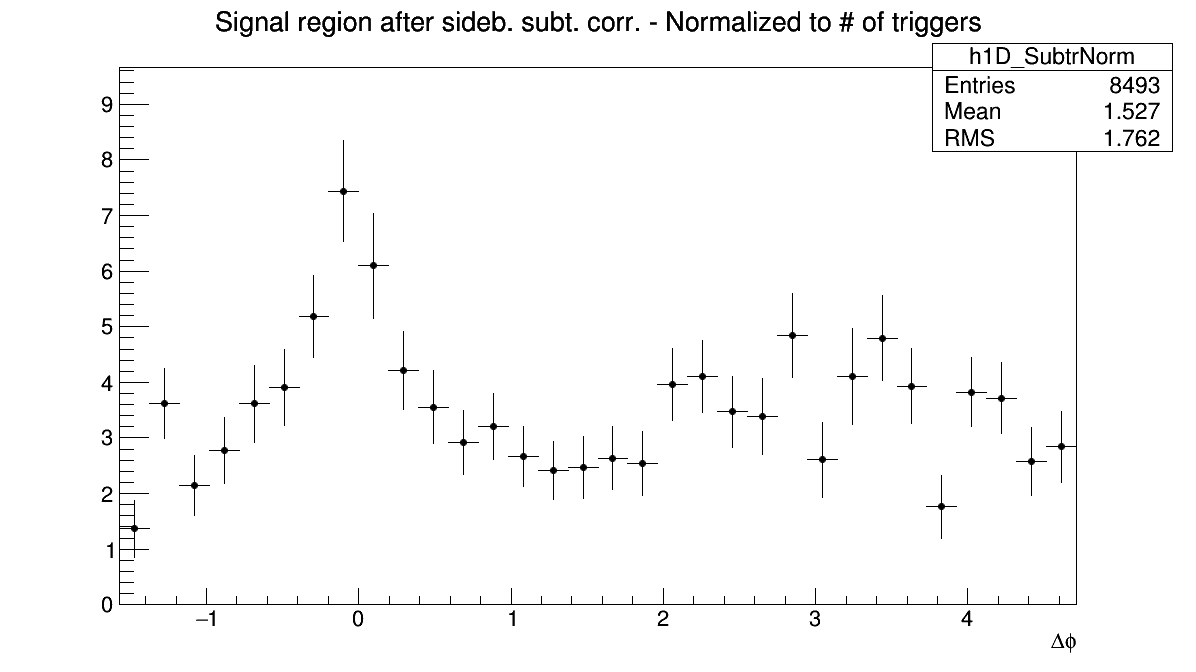 Signal region after sideb. subt. corr. - Normalized to # of triggers
h1D_SubtrNorm
Entries 8493
Mean 1.527
RMS 1.762
9
8
7
6
5
4
3
2
1
0
−1 0 1 2 3 4
Δϕ